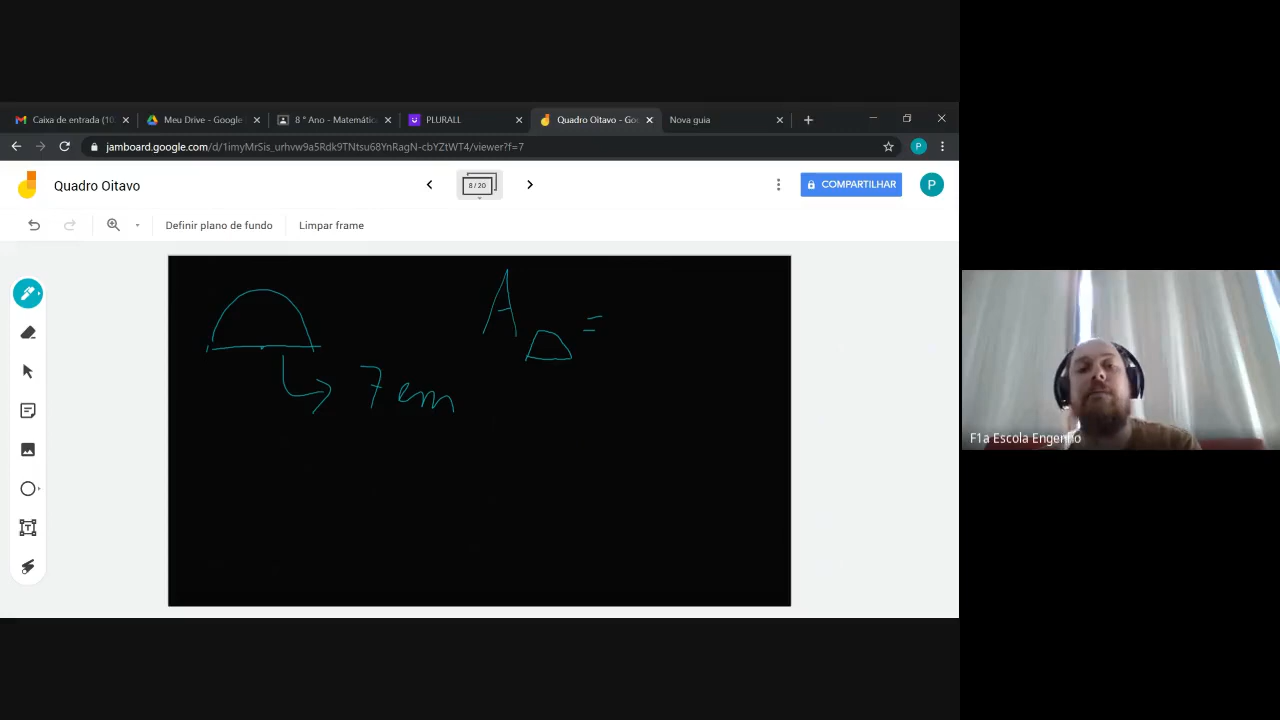 Caixa de entrada (10
Meu Drive - Google
8 ° Ano - Matemátic
PLURALL
Quadro Oitavo - Goo
Nova guia
jamboard.google.com/d/1imyMrSis_urhvw9a5Rdk9TNtsu68YnRagN-cbYZtWT4/viewer?f=7
P
Quadro Oitavo
8 / 20
COMPARTILHAR
P
Definir plano de fundo
Limpar frame
A =
7 cm
F1a Escola Engenho